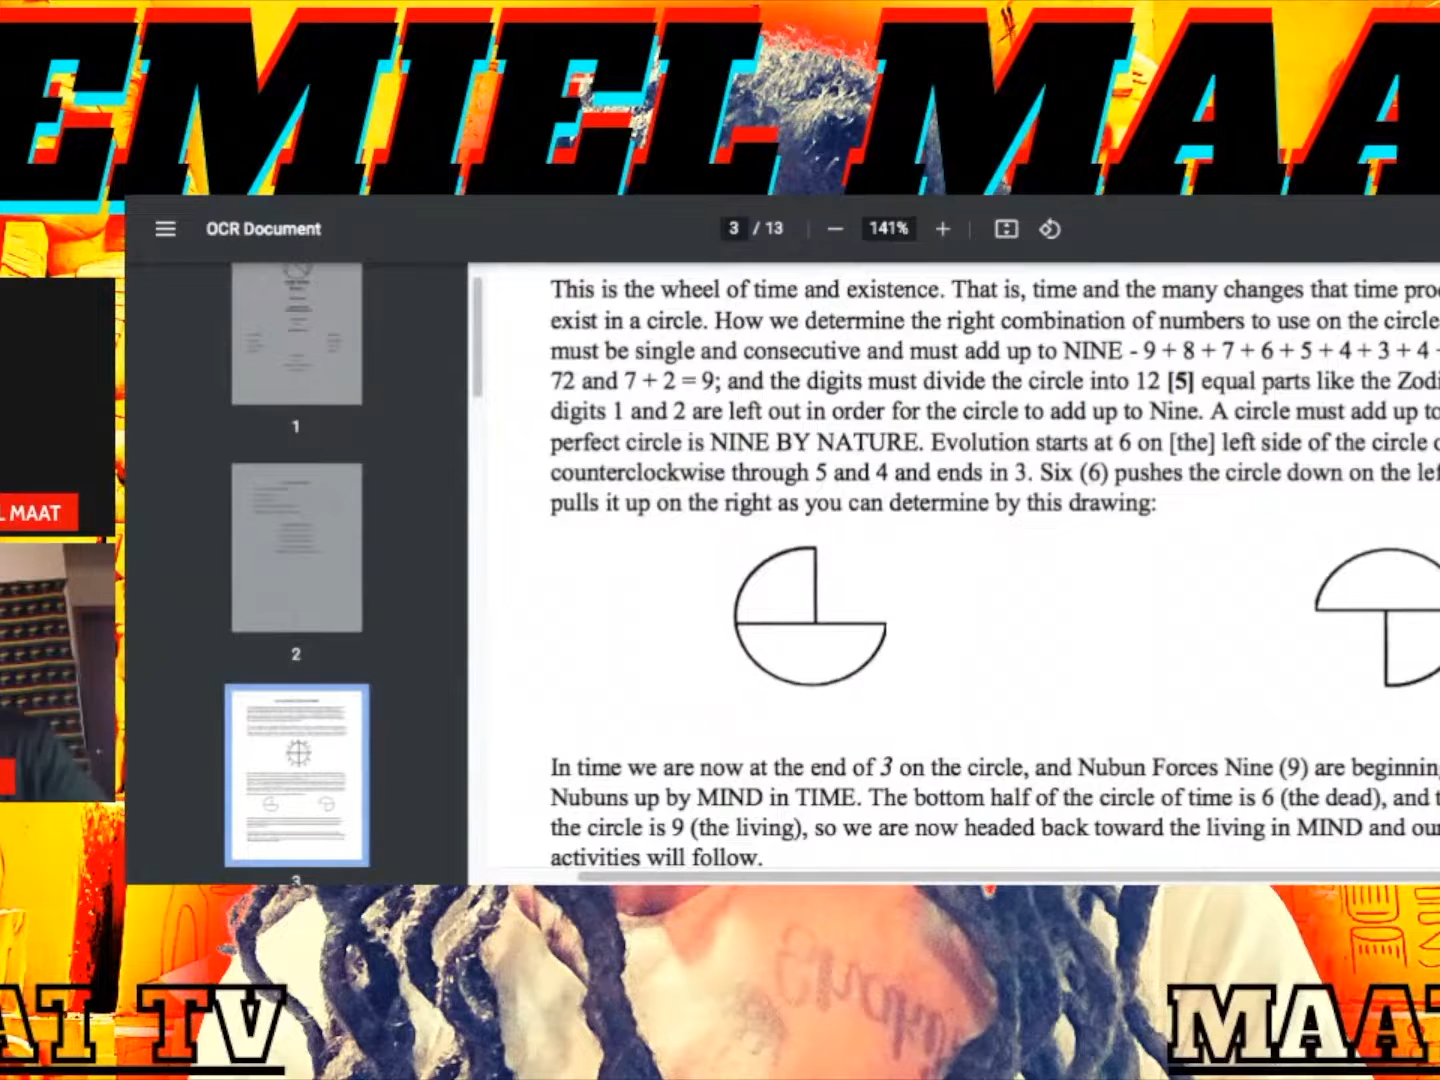 EMIEL MAA
OCR Document
3 / 13
141%
This is the wheel of time and existence. That is, time and the many changes that time
exist in a circle. How we determine the right combination of numbers to use on the circle
must be single and consecutive and must add up to NINE - 9 + 8 + 7 + 6 + 5 + 4 + 3 + 4
72 and 7 + 2 = 9; and the digits must divide the circle into 12 [5] equal parts like the
digits 1 and 2 are left out in order for the circle to add up to Nine. A circle must add up to
perfect circle is NINE BY NATURE. Evolution starts at 6 on [the] left side of the circle
counterclockwise through 5 and 4 and ends in 3. Six (6) pushes the circle down on the
pulls it up on the right as you can determine by this drawing:
In time we are now at the end of 3 on the circle, and Nubun Forces Nine (9) are
Nubuns up by MIND in TIME. The bottom half of the circle of time is 6 (the dead), and
the circle is 9 (the living), so we are now headed back toward the living in MIND and
activities will follow.
1
2
3
L MAAT
AT TV
MAAT